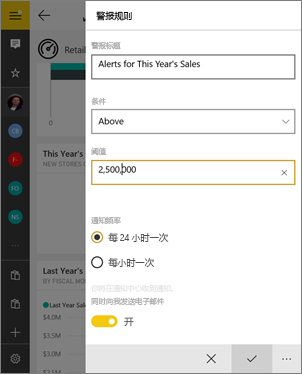 警报规则
警报标题
Alerts for This Year's Sales
条件
Above
阈值
2,500,000
通知频率
每 24 小时一次
每小时一次
你将在通知中心收到通知。
同时向我发送电子邮件
开
Retai
0
This Year's
NEW STORES
CB
F-
FO
NS
Last Year's
BY FISCAL MO
Last Year Sale
$4.0M
$3.5M
$3.0M
$2.5M